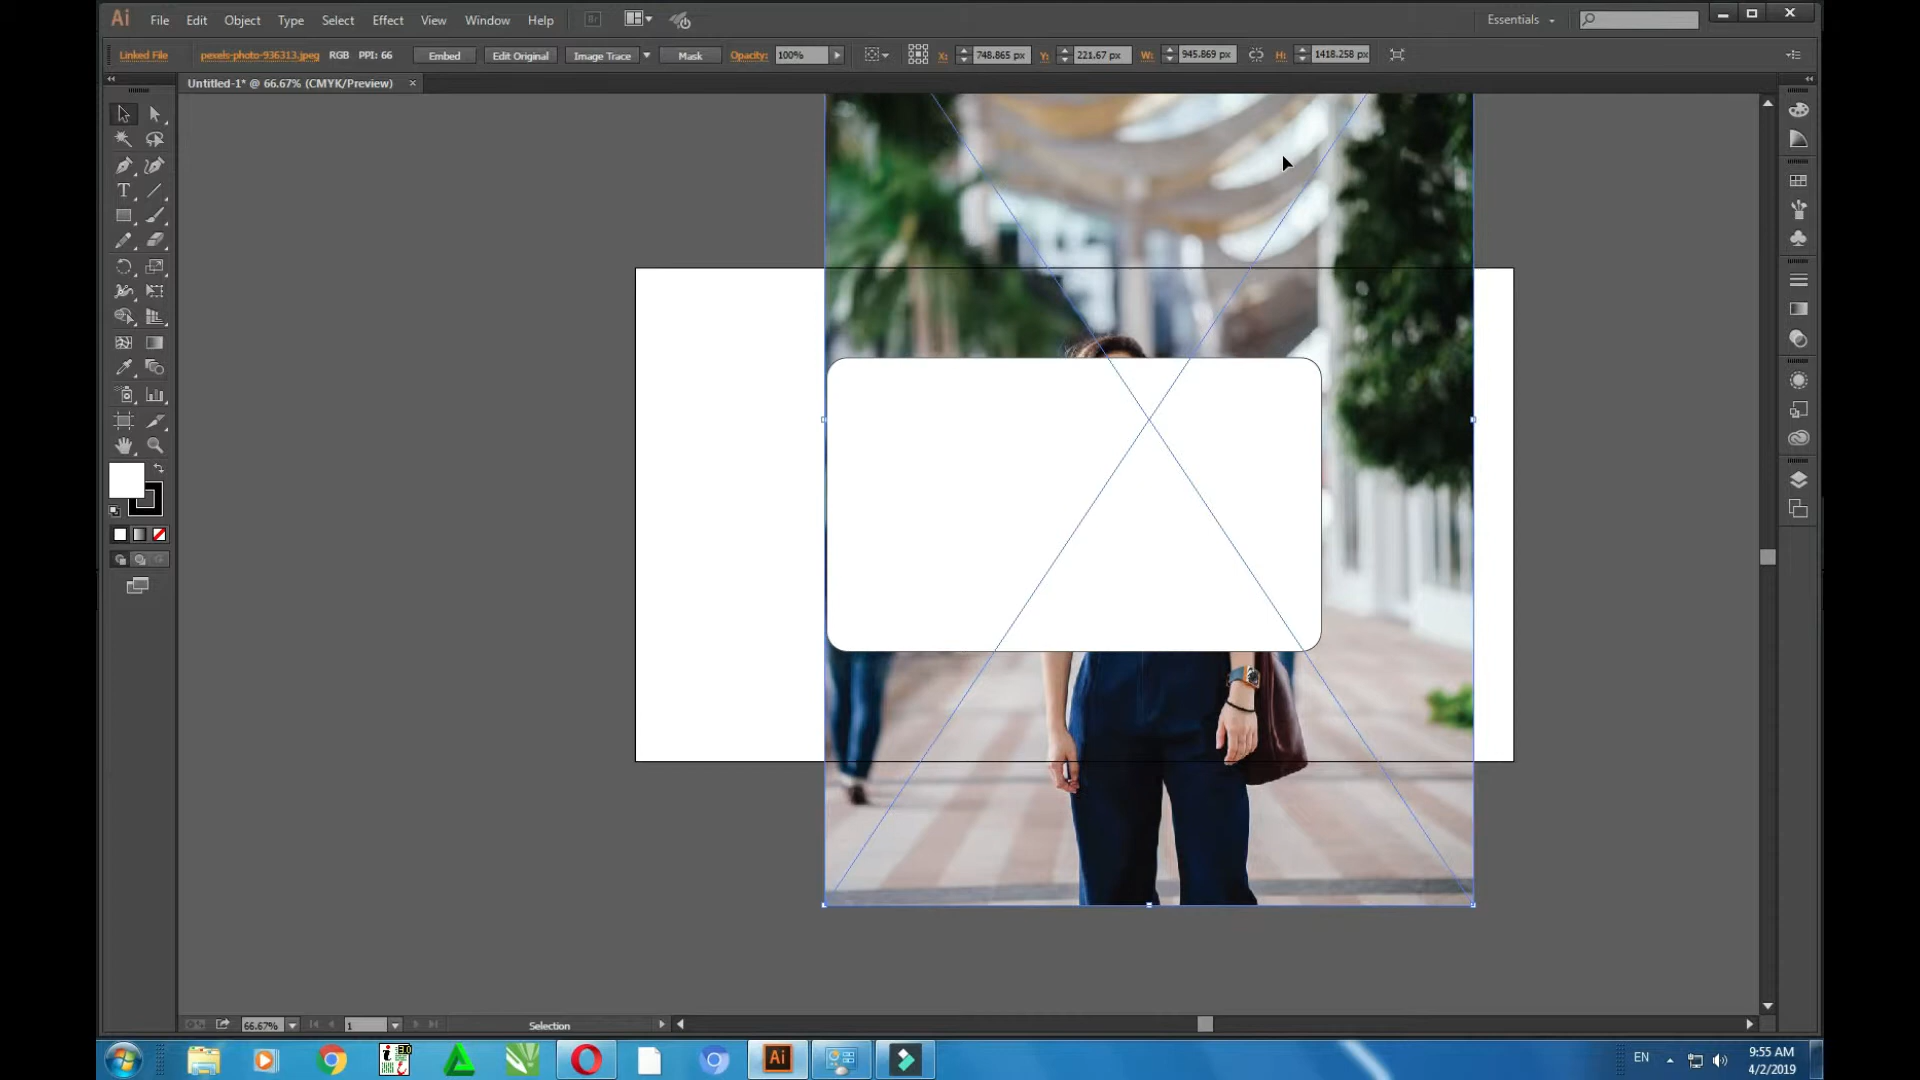 Ai File Edit Object Type Select Effect View Window Help Br Essentials
Linked File pexels-photo-936313.jpeg RGB PPI: 66 Embed Edit Original Image Trace Mask Opacity: 100% X: 748.865 px Y: 221.67 px W: 945.869 px H: 1418.258 px
Untitled-1* @ 66.67% (CMYK/Preview) ×
T
66.67% 1 Selection
Ai EN 9:55 AM
4/2/2019